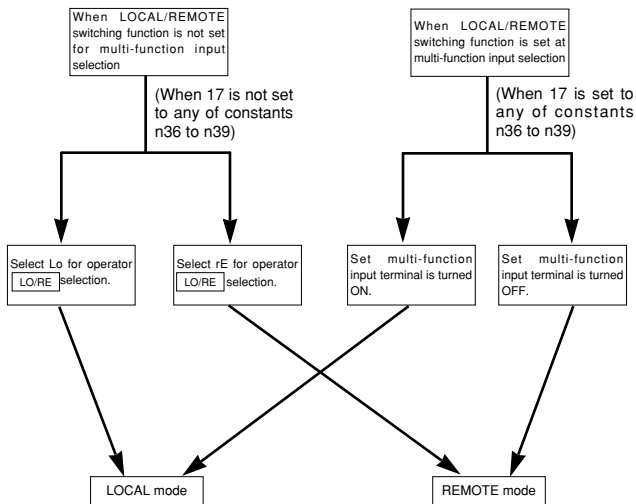 When LOCAL/REMOTE
switching function is not set
for multi-function input
selection
When LOCAL/REMOTE
switching function is set at
multi-function input selection
(When 17 is not set
to any of constants
n36 to n39)
(When 17 is set to
any of constants
n36 to n39)
Select Lo for operator
LO/RE selection.
Select rE for operator
LO/RE selection.
Set multi-function
input terminal is turned
ON.
Set multi-function
input terminal is turned
OFF.
LOCAL mode
REMOTE mode